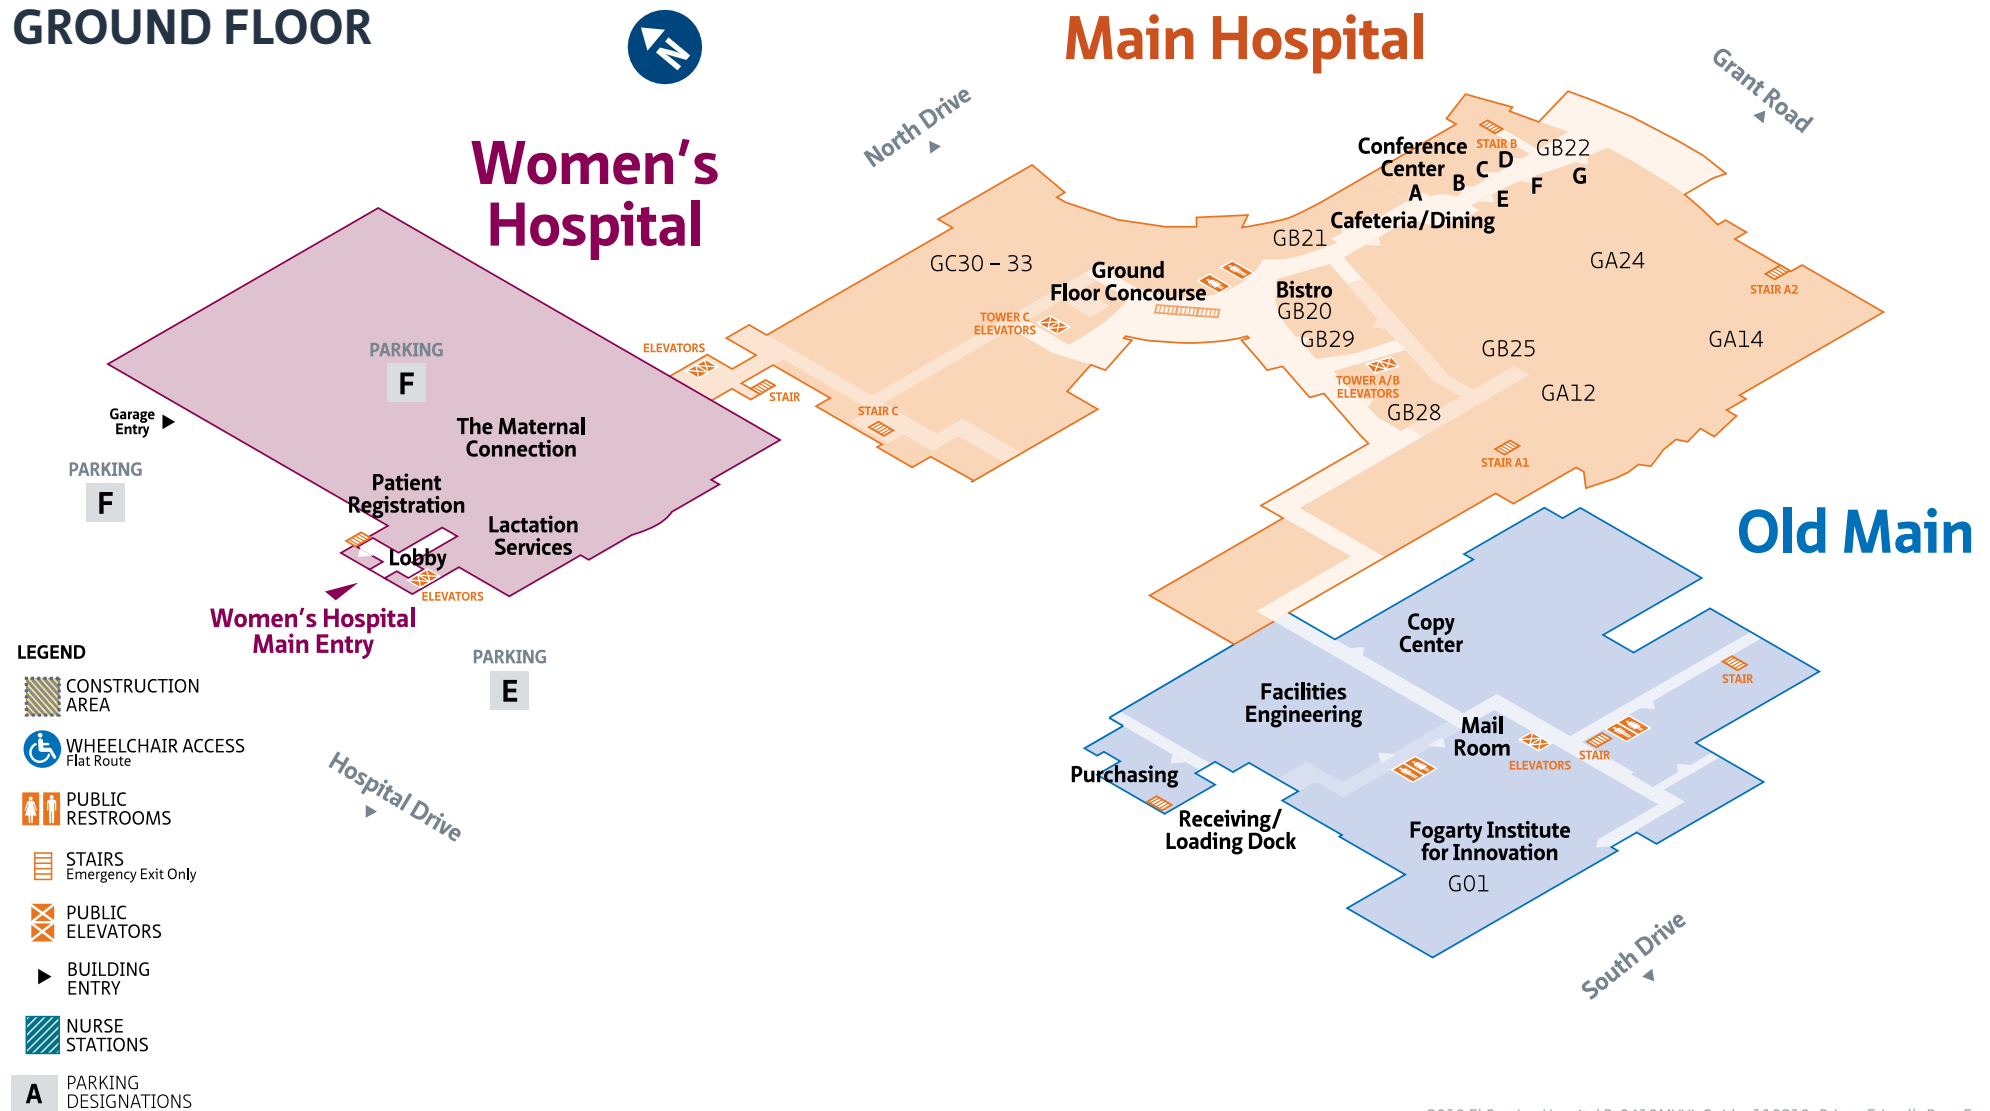 GROUND FLOOR
N
Main Hospital
Grant Road
North Drive
Women's
Hospital
Conference
Center
STAIR B
A
B
C
D
E
F
G
GB22
Cafeteria/Dining
GB21
GC30 – 33
Ground
Floor Concourse
Bistro
GB20
GB29
GA24
STAIR A2
TOWER C
ELEVATORS
GA14
GB25
TOWER A/B
ELEVATORS
GA12
GB28
STAIR A1
ELEVATORS
STAIR
STAIR C
PARKING
F
Garage
Entry
The Maternal
Connection
PARKING
F
Patient
Registration
Lactation
Services
Lobby
ELEVATORS
Women's Hospital
Main Entry
PARKING
E
Hospital Drive
Old Main
Copy
Center
Facilities
Engineering
STAIR
Mail
Room
ELEVATORS
STAIR
Purchasing
Receiving/
Loading Dock
Fogarty Institute
for Innovation
G01
South Drive
LEGEND
CONSTRUCTION
AREA
WHEELCHAIR ACCESS
Flat Route
PUBLIC
RESTROOMS
STAIRS
Emergency Exit Only
PUBLIC
ELEVATORS
BUILDING
ENTRY
NURSE
STATIONS
A
PARKING
DESIGNATIONS